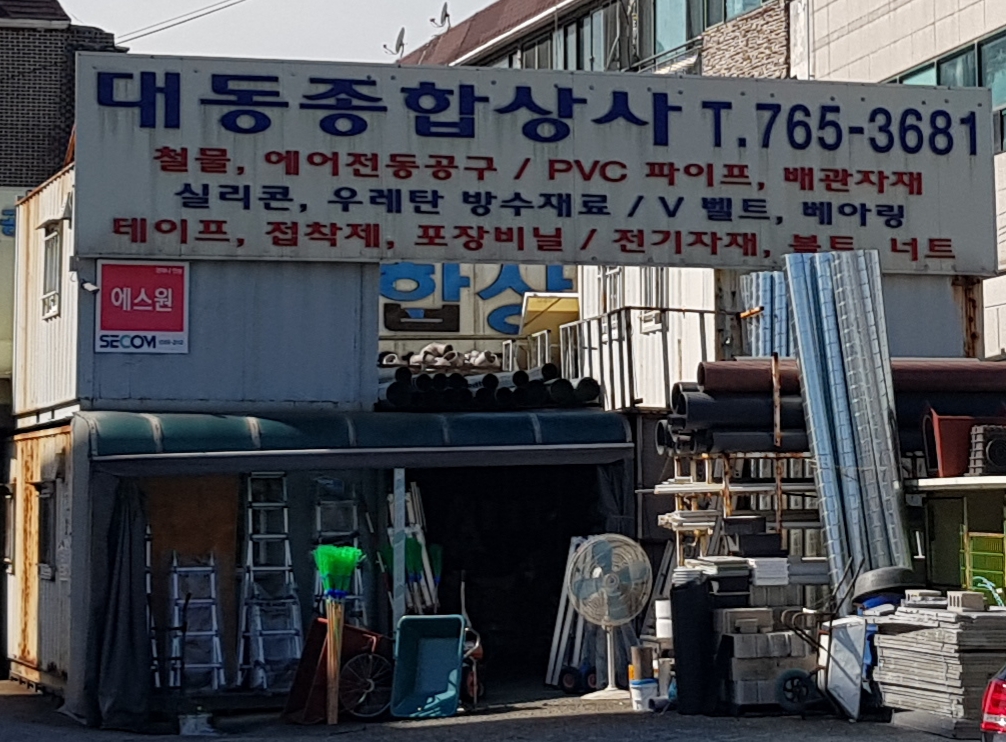 대동종합상사 T.765-3681
철물, 에어전동공구 / PVC 파이프, 배관자재
실리콘, 우레탄 방수재료 / V 벨트, 베아링
테이프, 접착제, 포장비닐 / 전기자재, 볼트, 너트
에스원
SECOM
합상